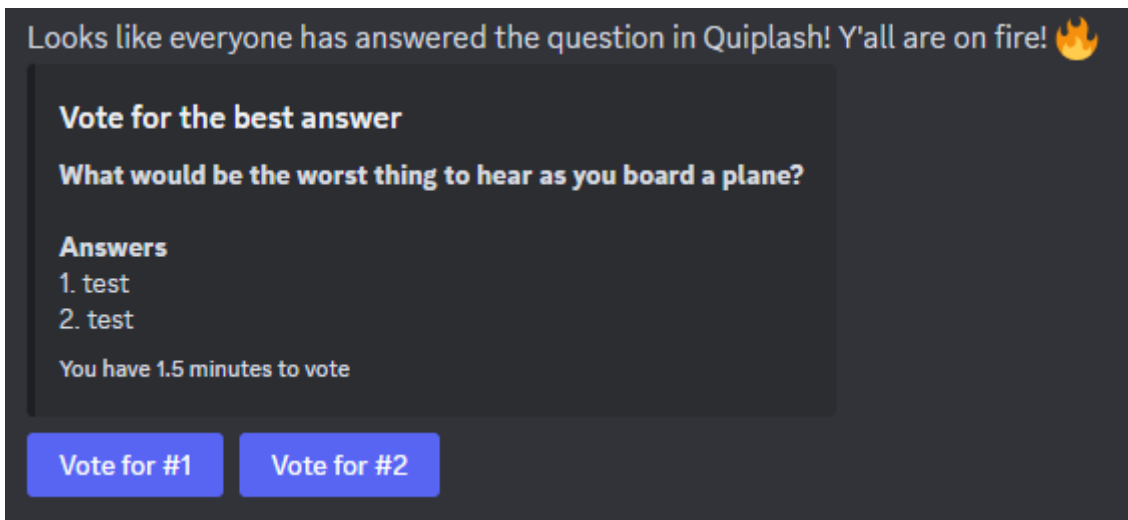 Looks like everyone has answered the question in Quiplash! Y'all are on fire! 🔥
Vote for the best answer
What would be the worst thing to hear as you board a plane?
Answers
1. test
2. test
You have 1.5 minutes to vote
Vote for #1
Vote for #2